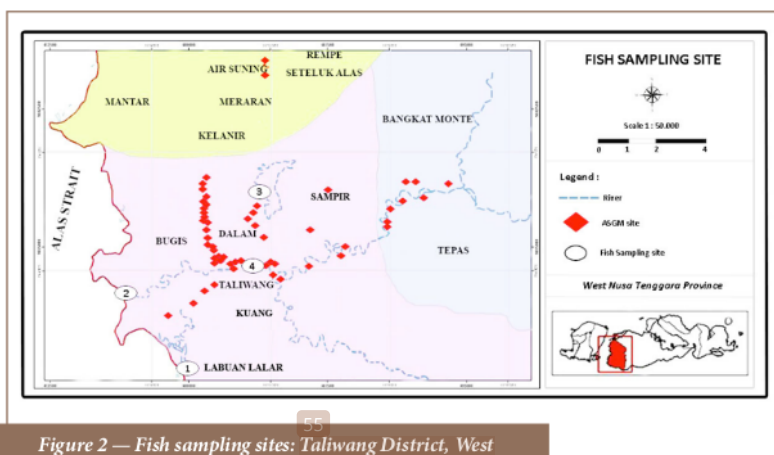 REMPE
AIR SUNING
SETELUK ALAS
MANTAR
MERARAN
BANGKAT MONTE
KELANIR
ALAS STRAIT
3
SAMPIR
BUGIS
DALAM
TEPAS
4
2
TALIWANG
KUANG
1
LABUAN LALAR
FISH SAMPLING SITE
Scale 1 : 50.000
0 1 2 4
Legend :
River
ASGM site
Fish Sampling site
West Nusa Tenggara Province
55
Figure 2 — Fish sampling sites: Taliwang District, West